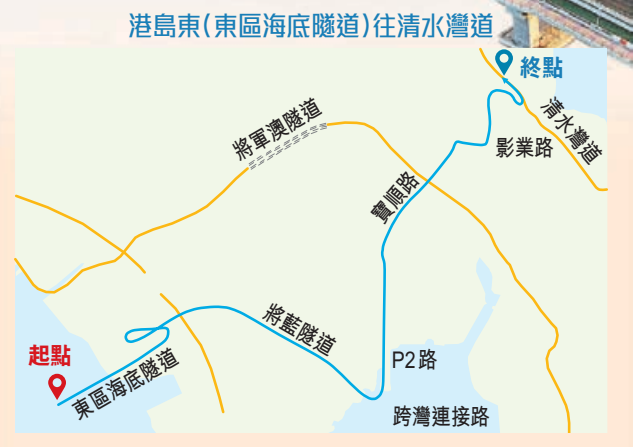 港島東(東區海底隧道)往清水灣道
終點
清水灣道
影業路
將軍澳隧道
寶順路
將藍隧道
起點
東區海底隧道
P2路
跨灣連接路